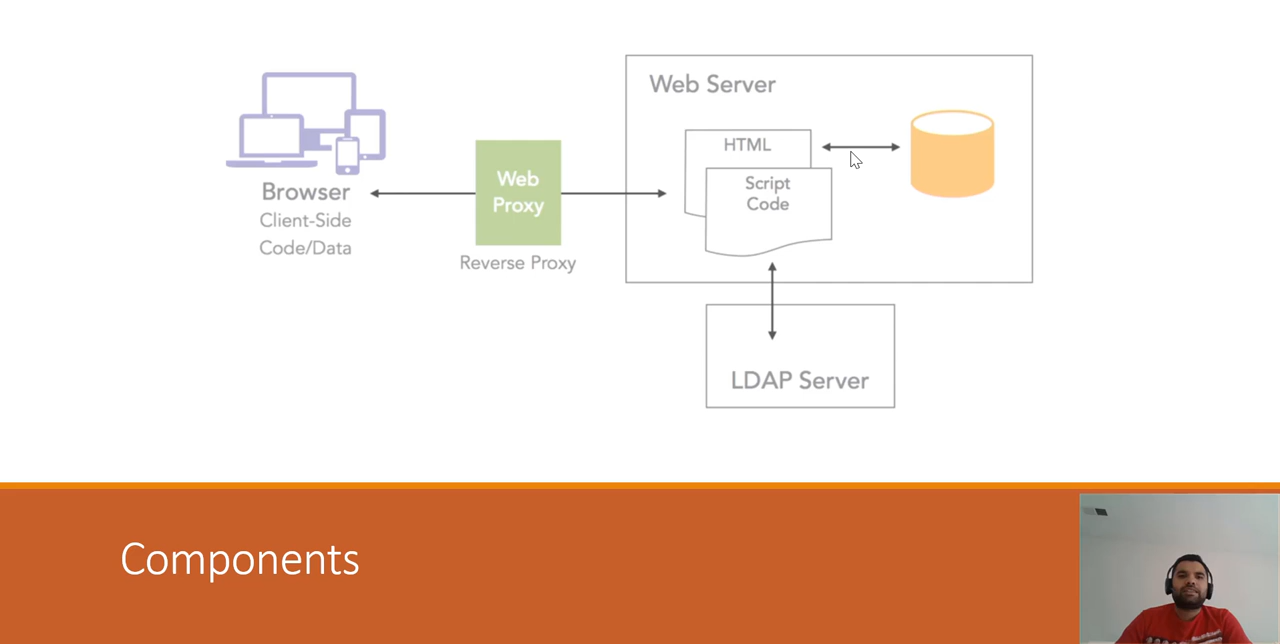 Web Server
HTML
Script
Code
Web
Proxy
Browser
Client-Side
Code/Data
Reverse Proxy
LDAP Server
Components